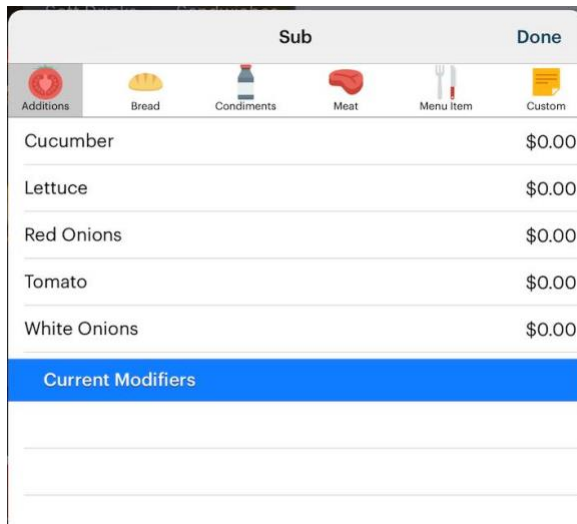 Sub Done
Additions Bread Condiments Meat Menu Item Custom
Cucumber $0.00
Lettuce $0.00
Red Onions $0.00
Tomato $0.00
White Onions $0.00
Current Modifiers